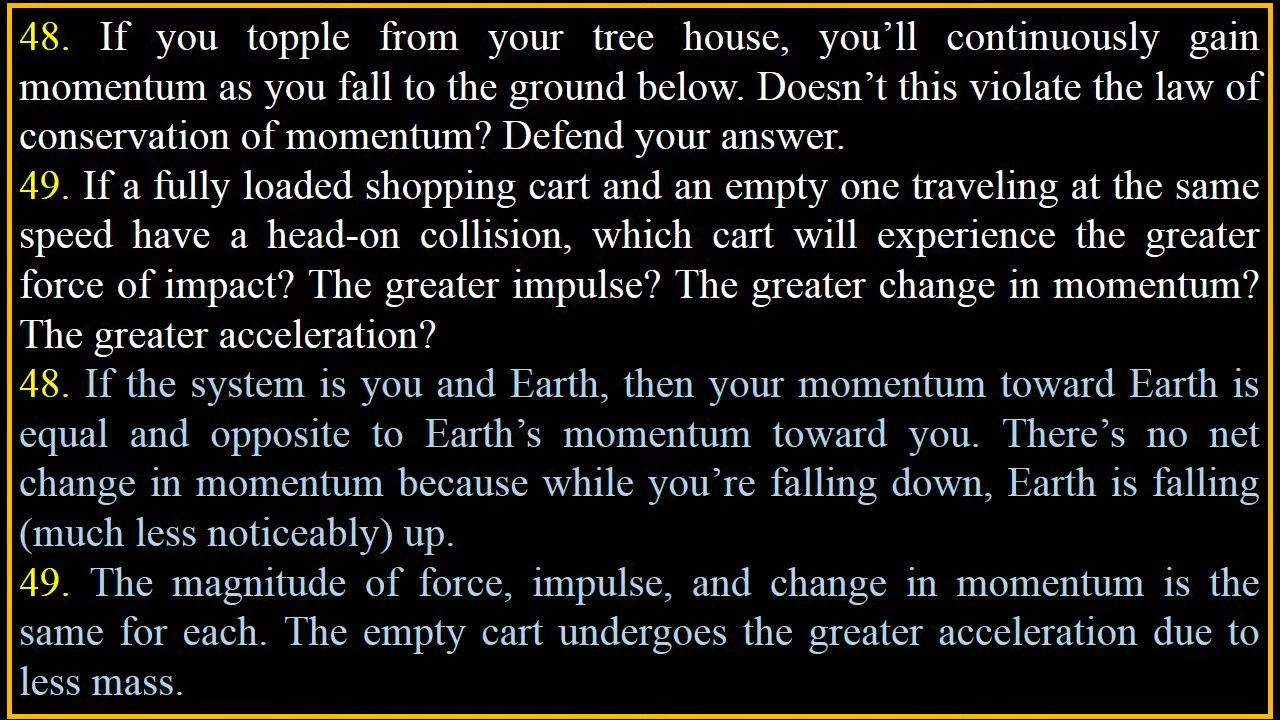 48. If you topple from your tree house, you’ll continuously gain
momentum as you fall to the ground below. Doesn’t this violate the law of
conservation of momentum? Defend your answer.
49. If a fully loaded shopping cart and an empty one traveling at the same
speed have a head-on collision, which cart will experience the greater
force of impact? The greater impulse? The greater change in momentum?
The greater acceleration?
48. If the system is you and Earth, then your momentum toward Earth is
equal and opposite to Earth’s momentum toward you. There’s no net
change in momentum because while you’re falling down, Earth is falling
(much less noticeably) up.
49. The magnitude of force, impulse, and change in momentum is the
same for each. The empty cart undergoes the greater acceleration due to
less mass.